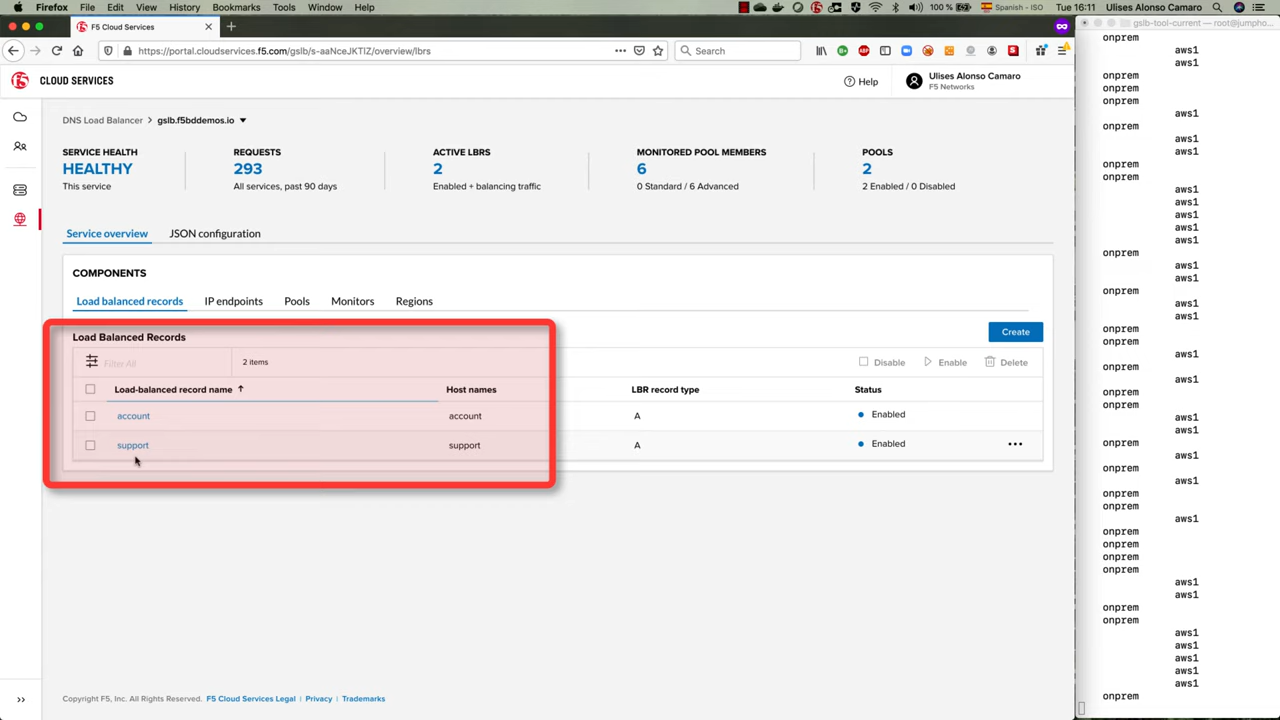 Firefox File Edit View History Bookmarks Tools Window Help 100 % Spanish - ISO Tue 16:11 Ulises Alonso Camaro
F5 Cloud Services
gslb-tool-current — root@jumpho...
https://portal.cloudservices.f5.com/gslb/s-aaNceJKTIZ/overview/lbrs
Search
CLOUD SERVICES
Help
Ulises Alonso Camaro
F5 Networks
DNS Load Balancer > gslb.f5bddemos.io
SERVICE HEALTH REQUESTS ACTIVE LBRS MONITORED POOL MEMBERS POOLS
HEALTHY 293 2 6 2
This service All services, past 90 days Enabled + balancing traffic 0 Standard / 6 Advanced 2 Enabled / 0 Disabled
Service overview JSON configuration
COMPONENTS
Load balanced records IP endpoints Pools Monitors Regions
Load Balanced Records Create
Filter All 2 items Disable Enable Delete
Load-balanced record name Host names LBR record type Status
account account A Enabled
support support A Enabled
Copyright F5, Inc. All Rights Reserved. F5 Cloud Services Legal | Privacy | Trademarks
onprem
aws1
aws1
onprem
onprem
onprem
aws1
onprem
aws1
aws1
onprem
onprem
aws1
aws1
aws1
aws1
aws1
onprem
aws1
aws1
onprem
aws1
aws1
onprem
onprem
aws1
onprem
aws1
onprem
onprem
aws1
aws1
onprem
aws1
onprem
aws1
onprem
onprem
aws1
onprem
onprem
onprem
onprem
aws1
aws1
onprem
onprem
aws1
aws1
aws1
aws1
aws1
onprem